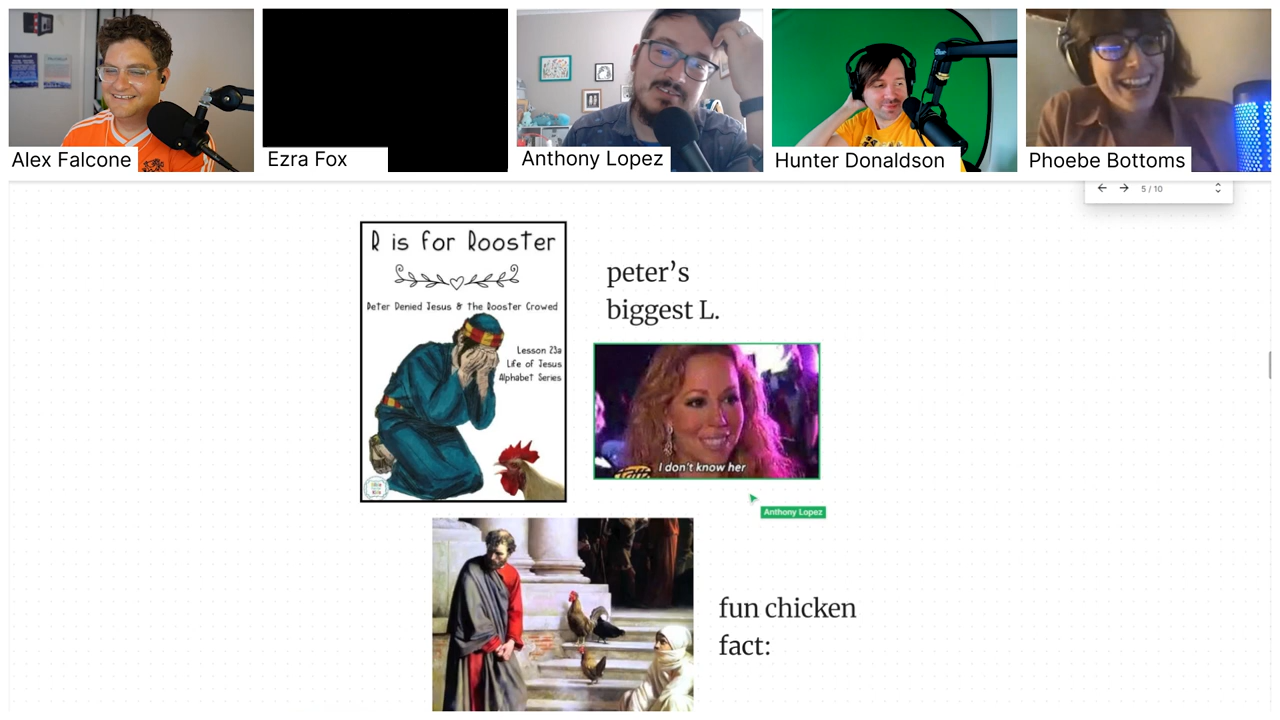 Alex Falcone
Ezra Fox
Anthony Lopez
Hunter Donaldson
Phoebe Bottoms
5 / 10
R is for Rooster
Peter Denied Jesus & The Rooster Crowed
Lesson 23a
Life of Jesus
Alphabet Series
peter’s
biggest L.
I don't know her
Anthony Lopez
fun chicken
fact: